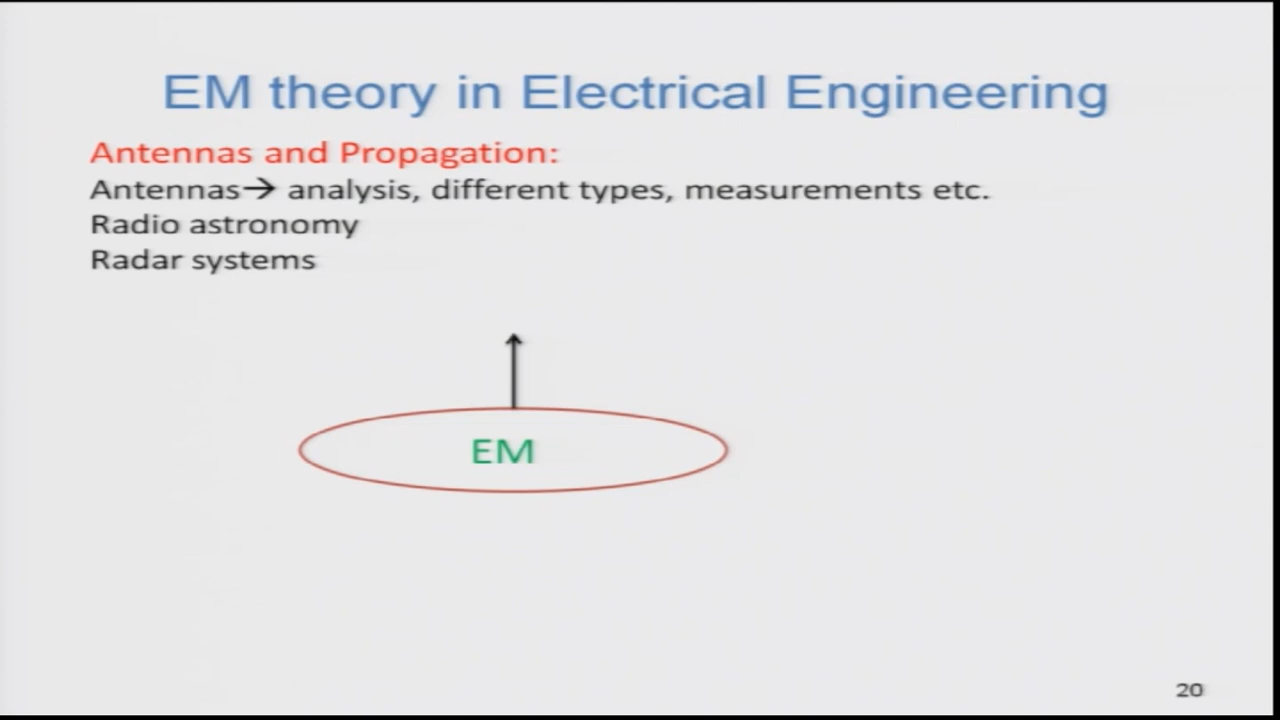 EM theory in Electrical Engineering
Antennas and Propagation:
Antennas→ analysis, different types, measurements etc.
Radio astronomy
Radar systems
EM
20